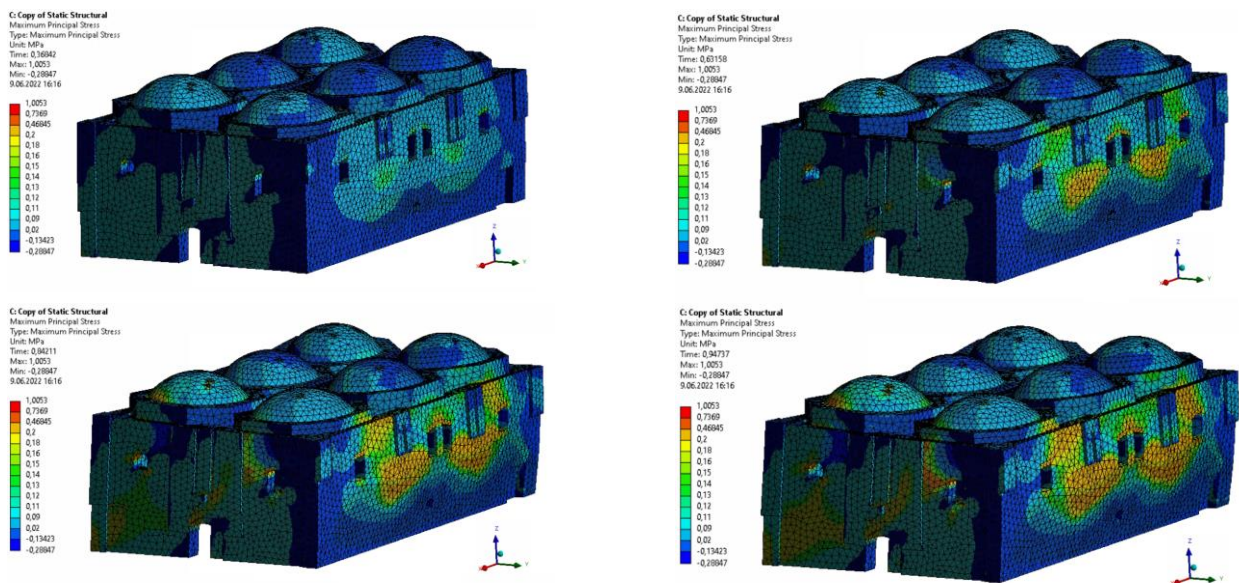 C: Copy of Static Structural
Maximum Principal Stress
Type: Maximum Principal Stress
Unit: MPa
Time: 0,36842
Max: 1,0053
Min: -0,28847
9.06.2022 16:16
1,0053
0,7369
0,46845
0,2
0,18
0,16
0,15
0,14
0,13
0,12
0,11
0,09
0,02
-0,13423
-0,28847
Z
X
Y
C: Copy of Static Structural
Maximum Principal Stress
Type: Maximum Principal Stress
Unit: MPa
Time: 0,63158
Max: 1,0053
Min: -0,28847
9.06.2022 16:16
1,0053
0,7369
0,46845
0,2
0,18
0,16
0,15
0,14
0,13
0,12
0,11
0,09
0,02
-0,13423
-0,28847
Z
X
Y
C: Copy of Static Structural
Maximum Principal Stress
Type: Maximum Principal Stress
Unit: MPa
Time: 0,84211
Max: 1,0053
Min: -0,28847
9.06.2022 16:16
1,0053
0,7369
0,46845
0,2
0,18
0,16
0,15
0,14
0,13
0,12
0,11
0,09
0,02
-0,13423
-0,28847
Z
X
Y
C: Copy of Static Structural
Maximum Principal Stress
Type: Maximum Principal Stress
Unit: MPa
Time: 0,94737
Max: 1,0053
Min: -0,28847
9.06.2022 16:16
1,0053
0,7369
0,46845
0,2
0,18
0,16
0,15
0,14
0,13
0,12
0,11
0,09
0,02
-0,13423
-0,28847
Z
X
Y